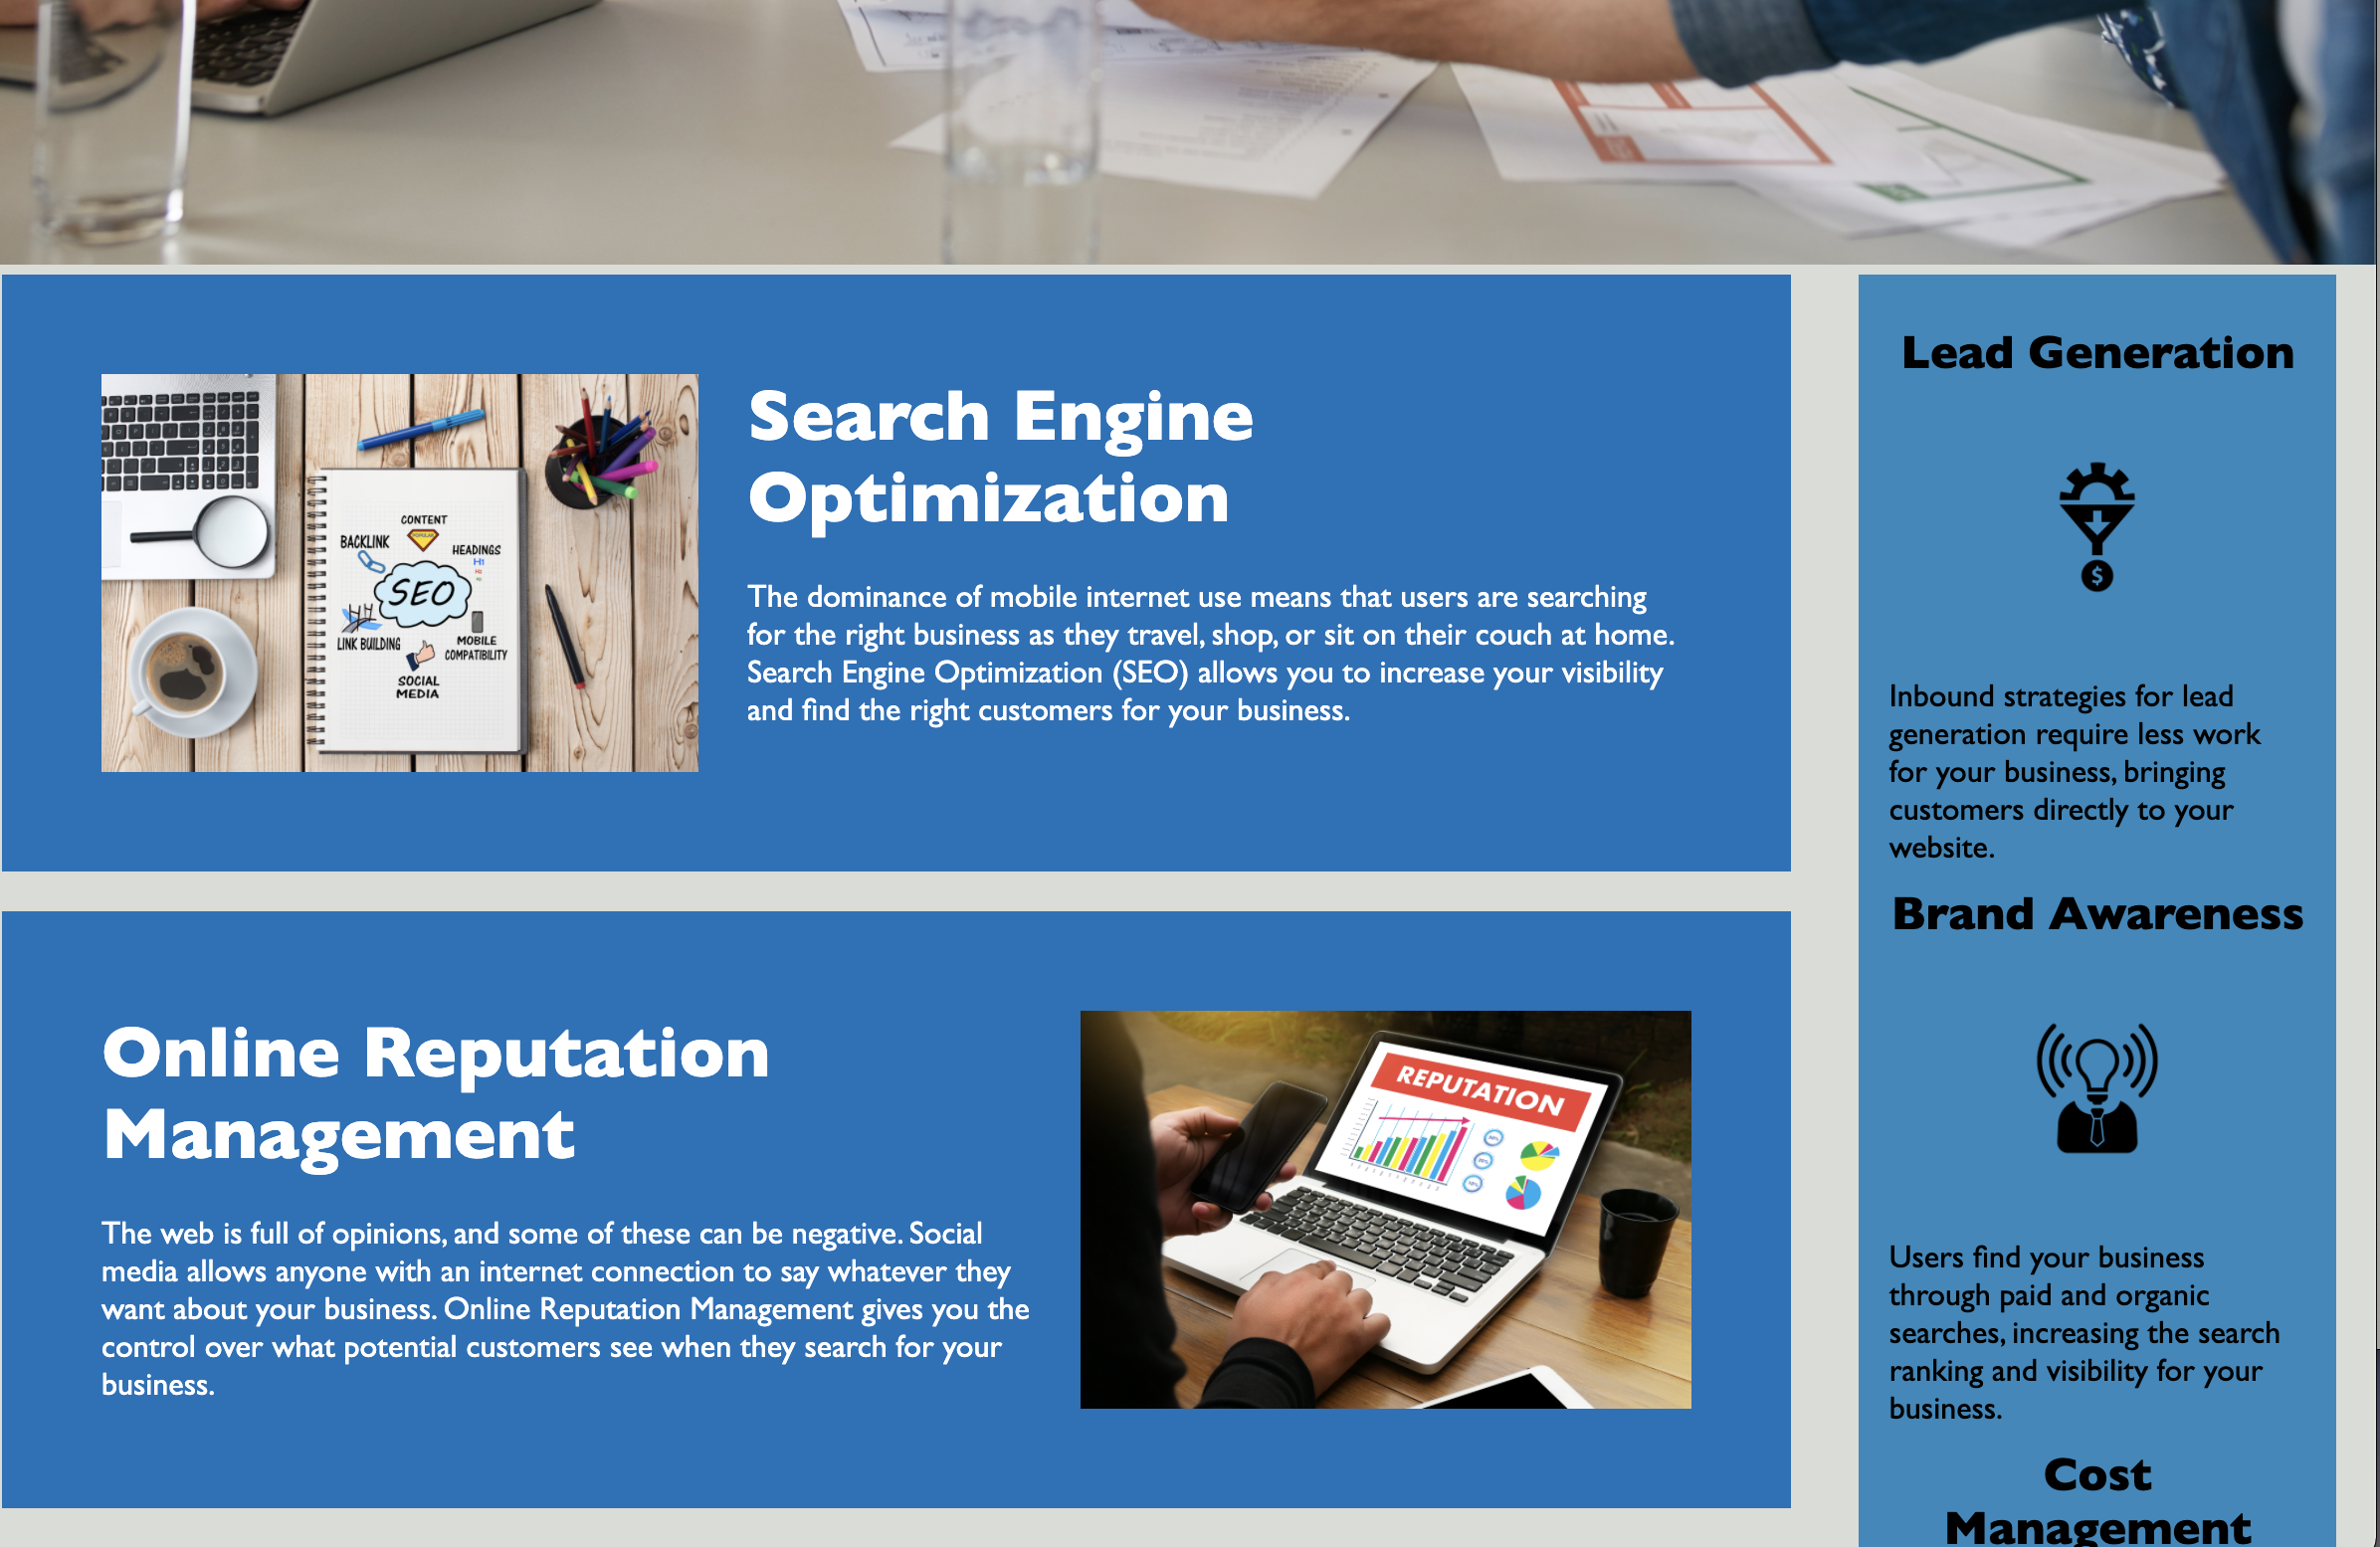 Search Engine
Optimization
The dominance of mobile internet use means that users are searching
for the right business as they travel, shop, or sit on their couch at home.
Search Engine Optimization (SEO) allows you to increase your visibility
and find the right customers for your business.
CONTENT
POPULAR
BACKLINK
HEADINGS
H1
H2
SEO
LINK BUILDING
MOBILE
COMPATIBILITY
SOCIAL
MEDIA
Online Reputation
Management
The web is full of opinions, and some of these can be negative. Social
media allows anyone with an internet connection to say whatever they
want about your business. Online Reputation Management gives you the
control over what potential customers see when they search for your
business.
REPUTATION
Lead Generation
$
Inbound strategies for lead
generation require less work
for your business, bringing
customers directly to your
website.
Brand Awareness
Users find your business
through paid and organic
searches, increasing the search
ranking and visibility for your
business.
Cost
Management